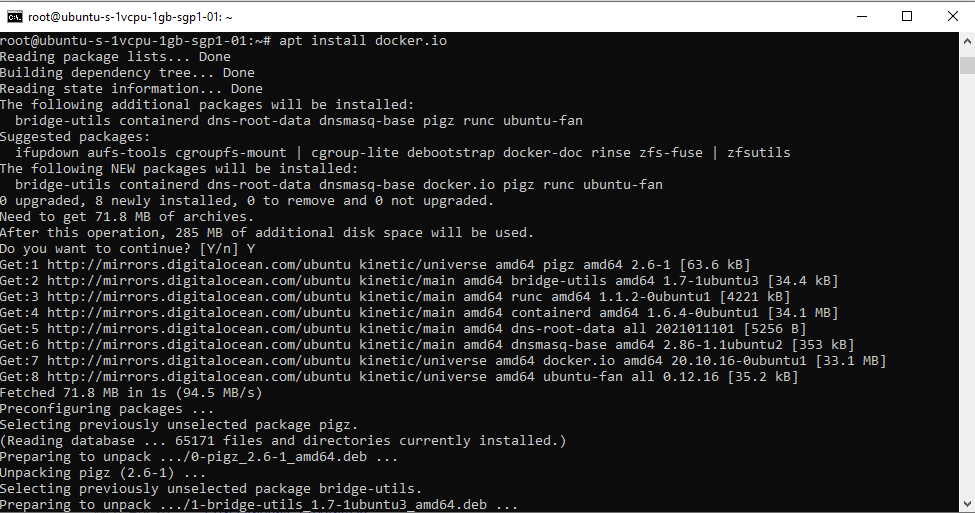 root@ubuntu-s-1vcpu-1gb-sgp1-01: ~
root@ubuntu-s-1vcpu-1gb-sgp1-01:~# apt install docker.io
Reading package lists... Done
Building dependency tree... Done
Reading state information... Done
The following additional packages will be installed:
  bridge-utils containerd dns-root-data dnsmasq-base pigz runc ubuntu-fan
Suggested packages:
  ifupdown aufs-tools cgroupfs-mount | cgroup-lite debootstrap docker-doc rinse zfs-fuse | zfsutils
The following NEW packages will be installed:
  bridge-utils containerd dns-root-data dnsmasq-base docker.io pigz runc ubuntu-fan
0 upgraded, 8 newly installed, 0 to remove and 0 not upgraded.
Need to get 71.8 MB of archives.
After this operation, 285 MB of additional disk space will be used.
Do you want to continue? [Y/n] Y
Get:1 http://mirrors.digitalocean.com/ubuntu kinetic/universe amd64 pigz amd64 2.6-1 [63.6 kB]
Get:2 http://mirrors.digitalocean.com/ubuntu kinetic/main amd64 bridge-utils amd64 1.7-1ubuntu3 [34.4 kB]
Get:3 http://mirrors.digitalocean.com/ubuntu kinetic/main amd64 runc amd64 1.1.2-0ubuntu1 [4221 kB]
Get:4 http://mirrors.digitalocean.com/ubuntu kinetic/main amd64 containerd amd64 1.6.4-0ubuntu1 [34.1 MB]
Get:5 http://mirrors.digitalocean.com/ubuntu kinetic/main amd64 dns-root-data all 2021011101 [5256 B]
Get:6 http://mirrors.digitalocean.com/ubuntu kinetic/main amd64 dnsmasq-base amd64 2.86-1.1ubuntu2 [353 kB]
Get:7 http://mirrors.digitalocean.com/ubuntu kinetic/universe amd64 docker.io amd64 20.10.16-0ubuntu1 [33.1 MB]
Get:8 http://mirrors.digitalocean.com/ubuntu kinetic/universe amd64 ubuntu-fan all 0.12.16 [35.2 kB]
Fetched 71.8 MB in 1s (94.5 MB/s)
Preconfiguring packages ...
Selecting previously unselected package pigz.
(Reading database ... 65171 files and directories currently installed.)
Preparing to unpack .../0-pigz_2.6-1_amd64.deb ...
Unpacking pigz (2.6-1) ...
Selecting previously unselected package bridge-utils.
Preparing to unpack .../1-bridge-utils_1.7-1ubuntu3_amd64.deb ...